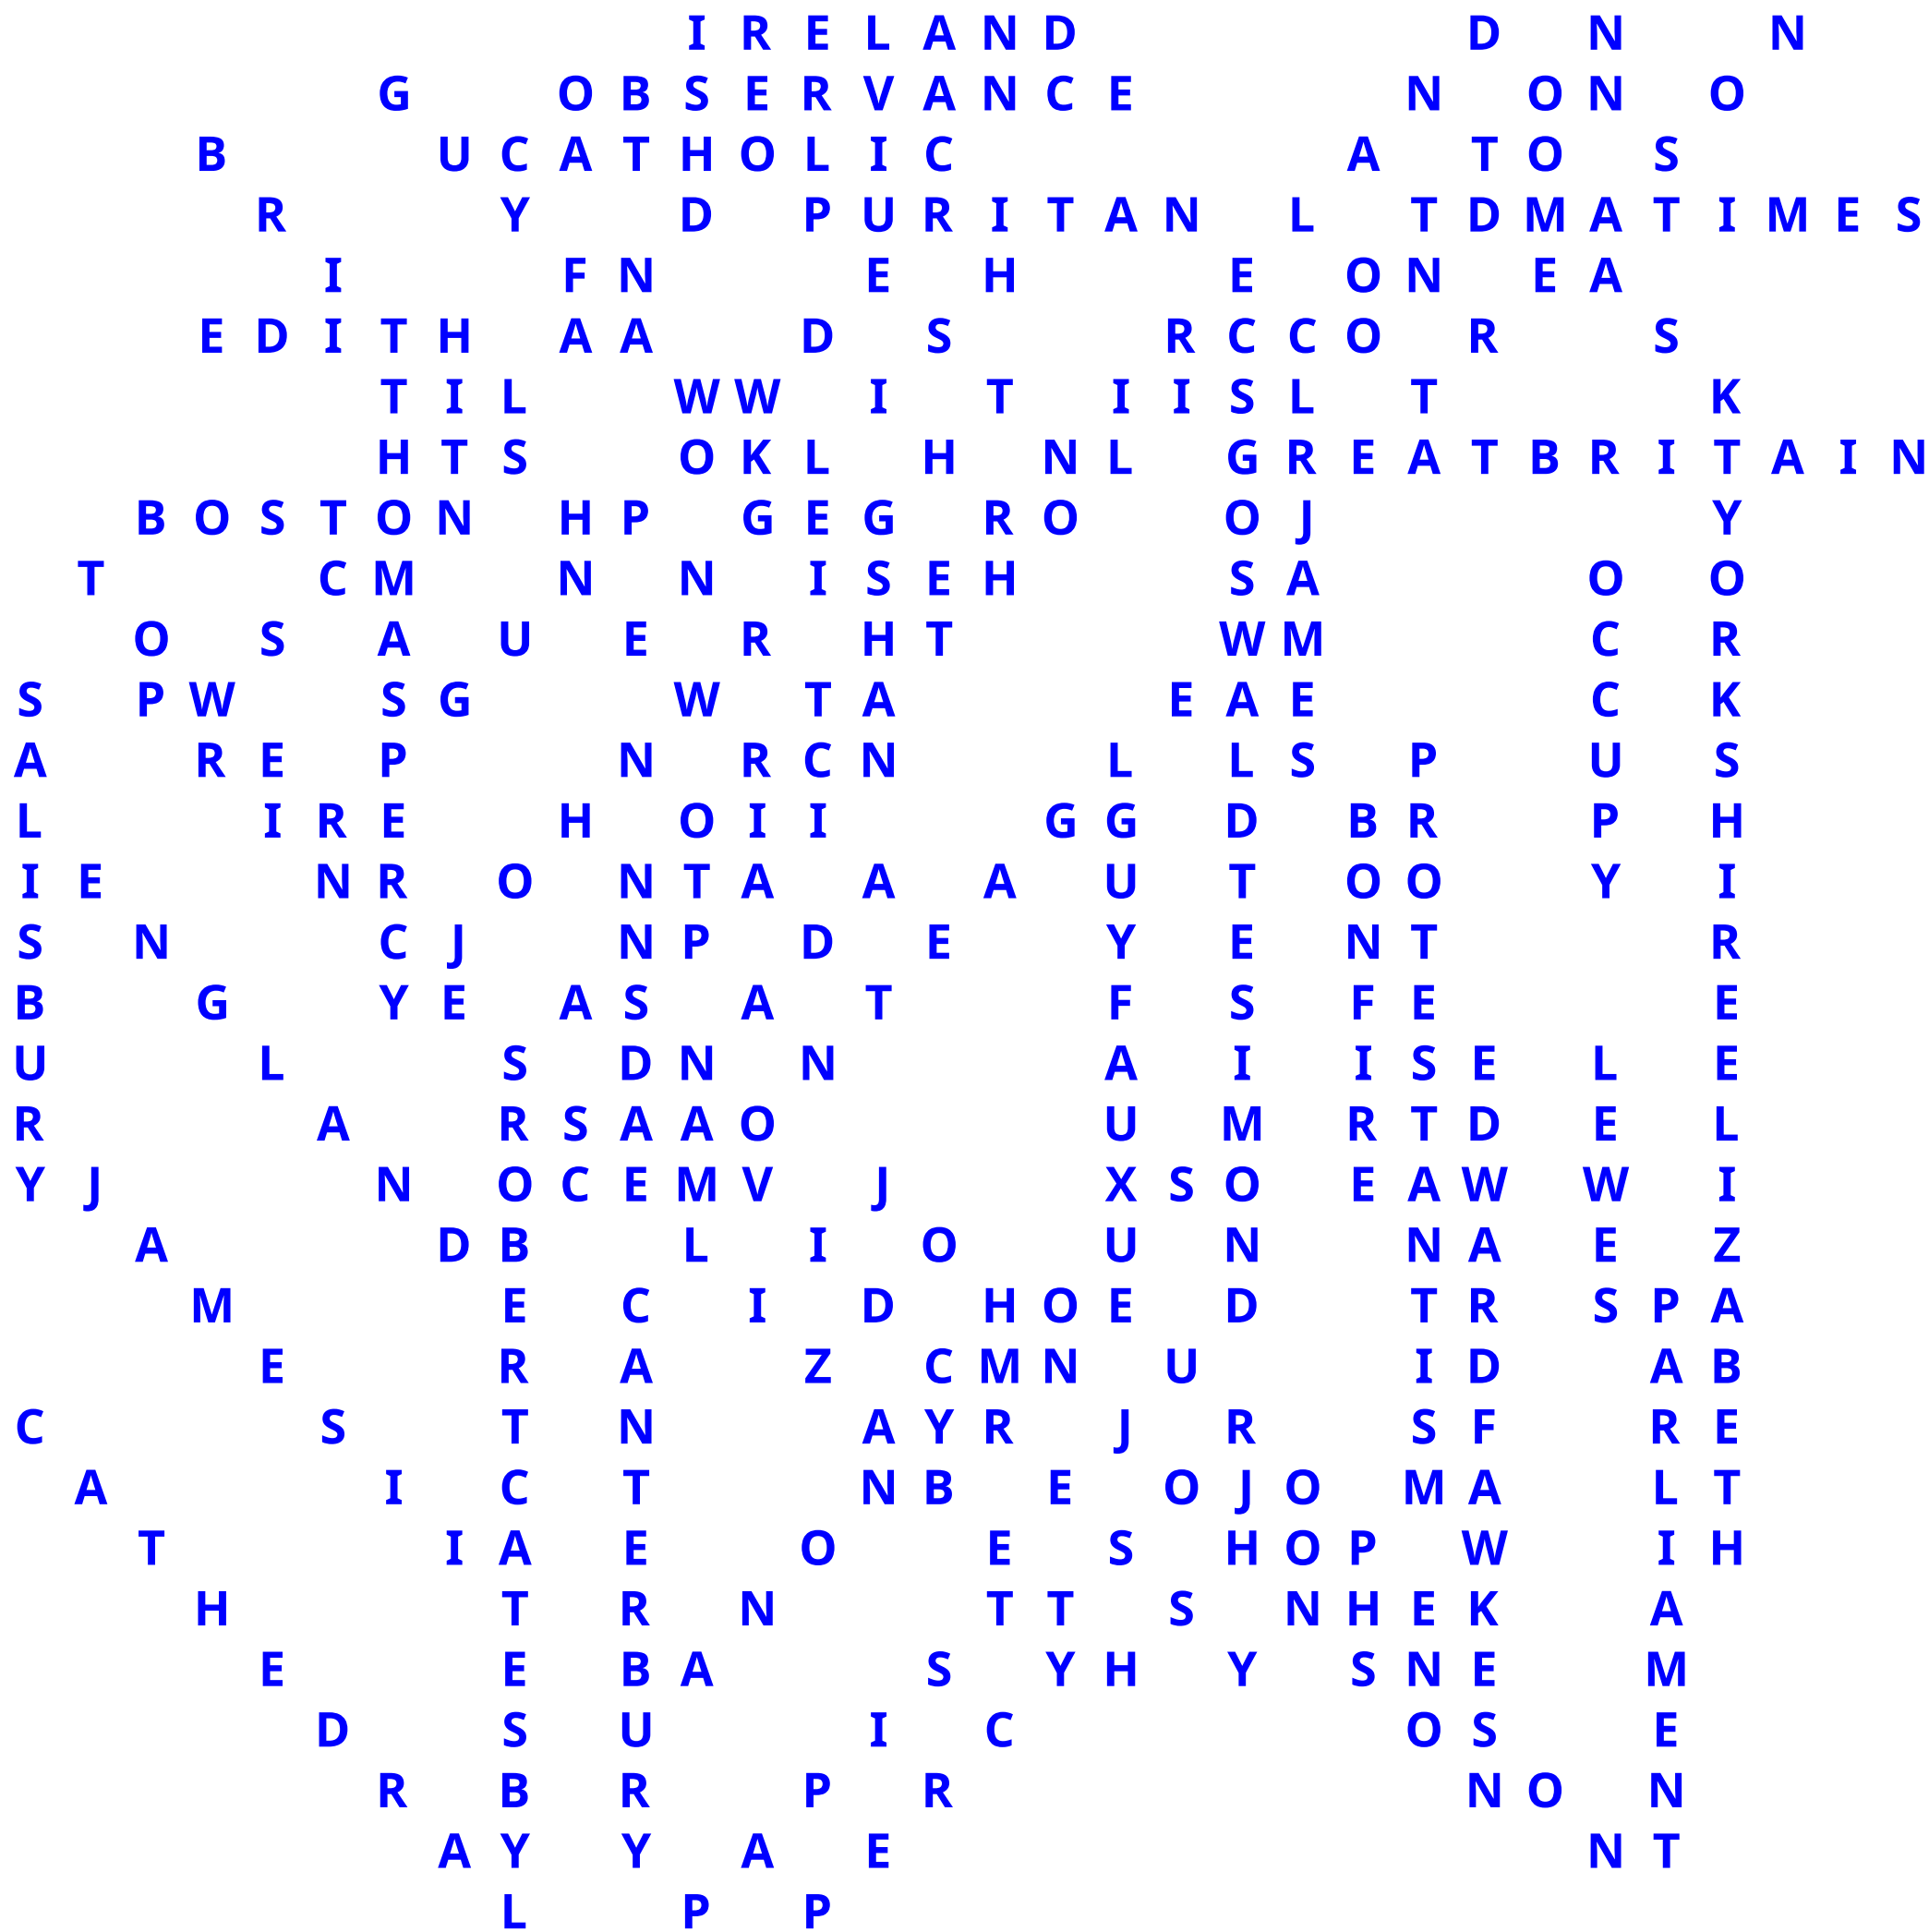 I R E L A N D D N N
G O B S E R V A N C E N O N O
B U C A T H O L I C A T O S
R Y D P U R I T A N L T D M A T I M E S
I F N E H E O N E A
E D I T H A A D S R C C O R S
T I L W W I T I I S L T K
H T S O K L H N L G R E A T B R I T A I N
B O S T O N H P G E G R O O J Y
T C M N N I S E H S A O O
O S A U E R H T W M C R
S P W S G W T A E A E C K
A R E P N R C N L L S P U S
L I R E H O I I G G D B R P H
I E N R O N T A A A U T O O Y I
S N C J N P D E Y E N T R
B G Y E A S A T F S F E E
U L S D N N A I I S E L E
R A R S A A O U M R T D E L
Y J N O C E M V J X S O E A W W I
A D B L I O U N N A E Z
M E C I D H O E D T R S P A
E R A Z C M N U I D A B
C S T N A Y R J R S F R E
A I C T N B E O J O M A L T
T I A E O E S H O P W I H
H T R N T T S N H E K A
E E B A S Y H Y S N E M
D S U I C O S E
R B R P R N O N
A Y Y A E N T
L P P